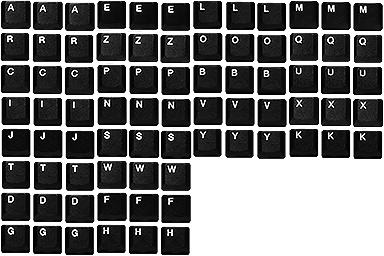 A A A E E E L L L M M M
R R R Z Z Z O O O Q Q Q
C C C P P P B B B U U U
I I I N N N V V V X X X
J J J S S S Y Y Y K K K
T T T W W W
D D D F F F
G G G H H H